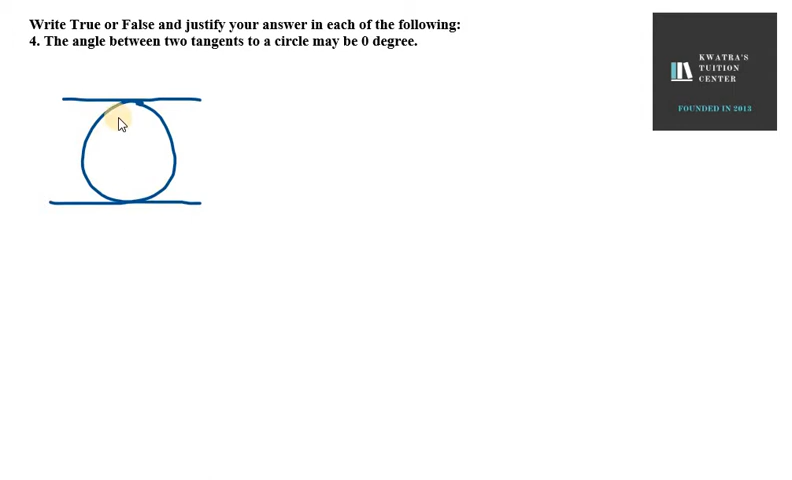 Write True or False and justify your answer in each of the following:
4. The angle between two tangents to a circle may be 0 degree.
KWATRA'S
TUITION
CENTER
FOUNDED IN 2013